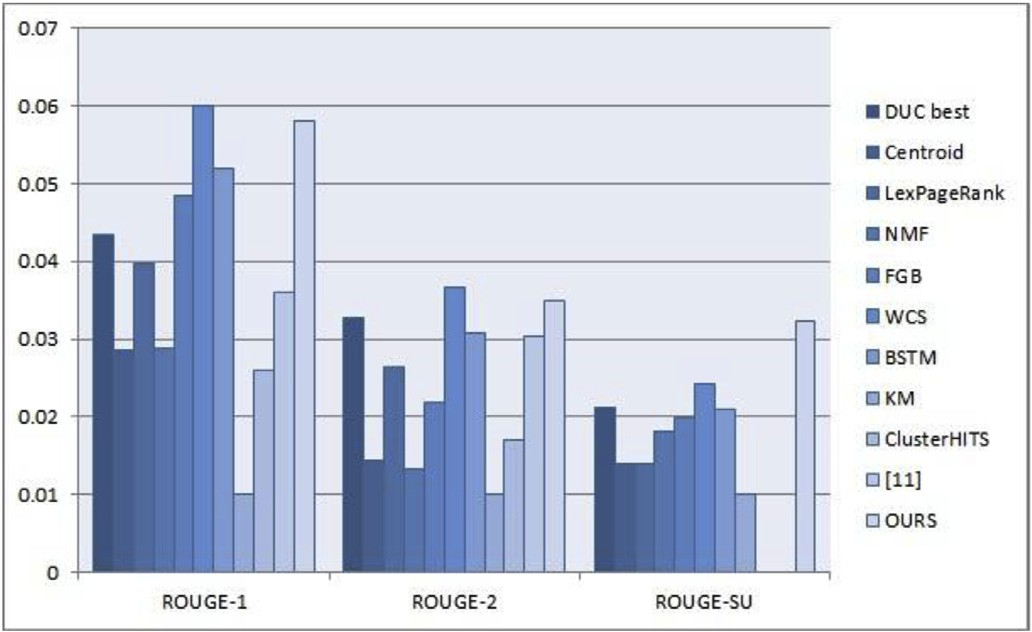 0.07
0.06
0.05
0.04
0.03
0.02
0.01
0
ROUGE-1 ROUGE-2 ROUGE-SU
DUC best
Centroid
LexPageRank
NMF
FGB
WCS
BSTM
KM
ClusterHITS
[11]
OURS